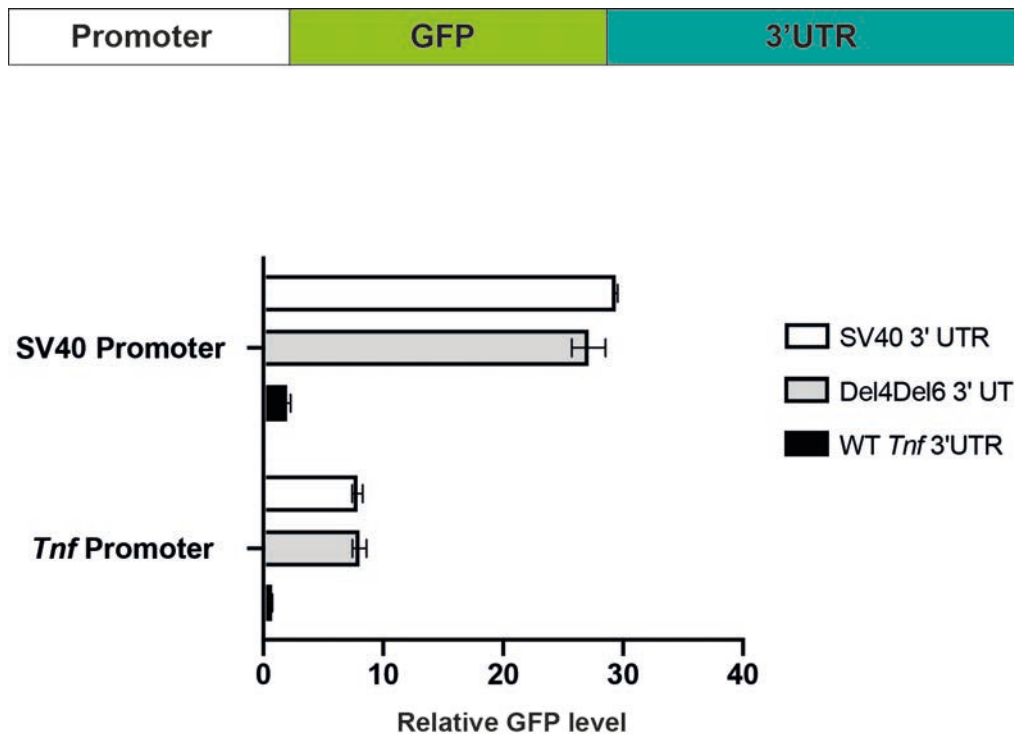 Promoter GFP 3'UTR
SV40 Promoter
Tnf Promoter
SV40 3' UTR
Del4Del6 3' UT
WT Tnf 3'UTR
0 10 20 30 40
Relative GFP level